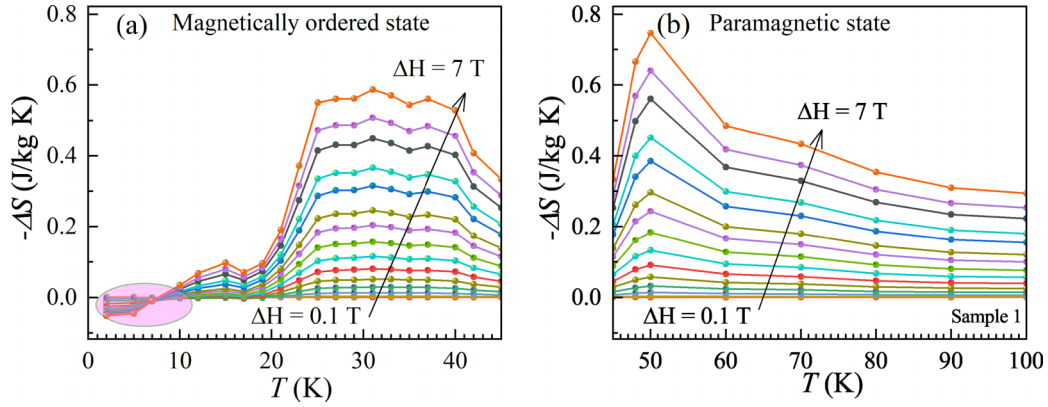 (a) Magnetically ordered state
ΔH = 7 T
ΔH = 0.1 T
-ΔS (J/kg K)
0.8
0.6
0.4
0.2
0.0
0 10 20 30 40
T (K)
(b) Paramagnetic state
ΔH = 7 T
ΔH = 0.1 T
Sample 1
-ΔS (J/kg K)
0.8
0.6
0.4
0.2
0.0
50 60 70 80 90 100
T (K)